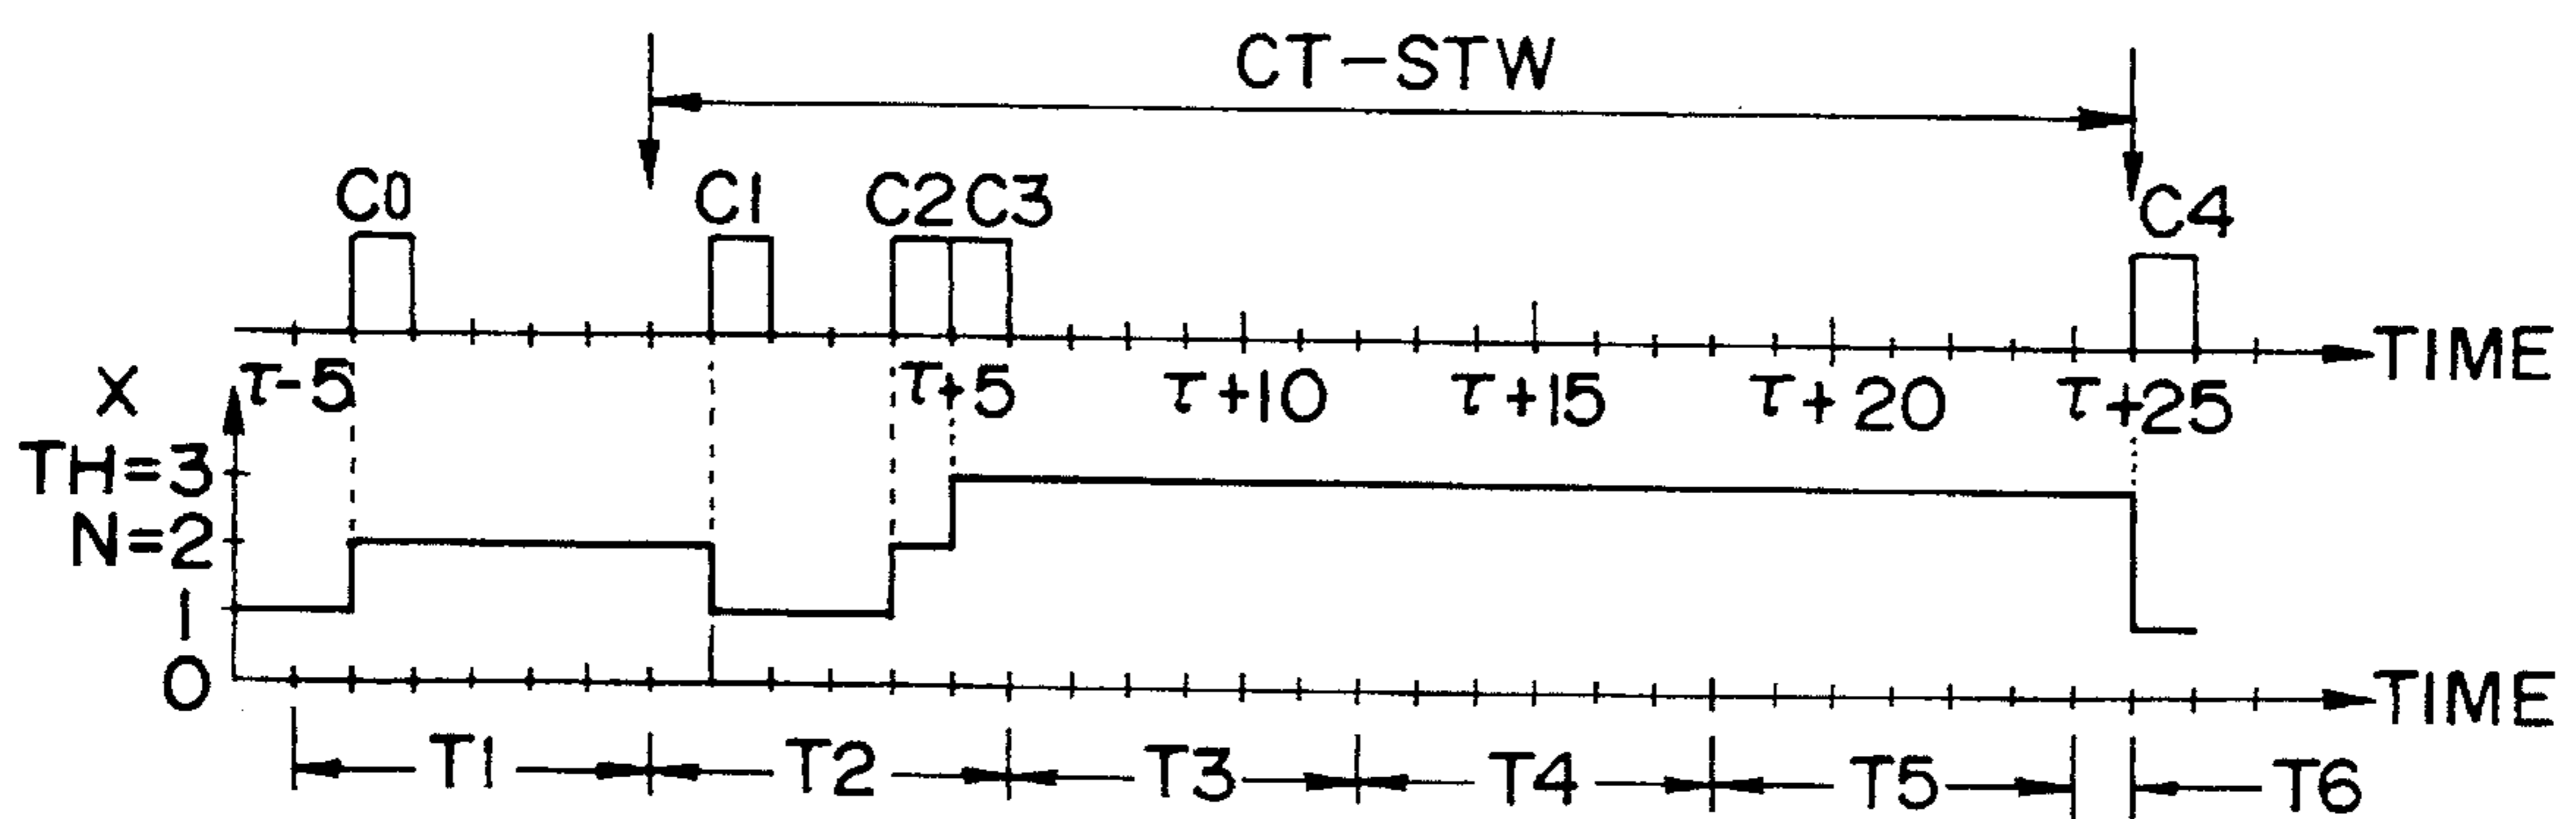 CT-STW
C0 C1 C2 C3 C4
TIME
τ-5 τ+5 τ+10 τ+15 τ+20 τ+25
X
TH=3
N=2
1
0
TIME
T1 T2 T3 T4 T5 T6